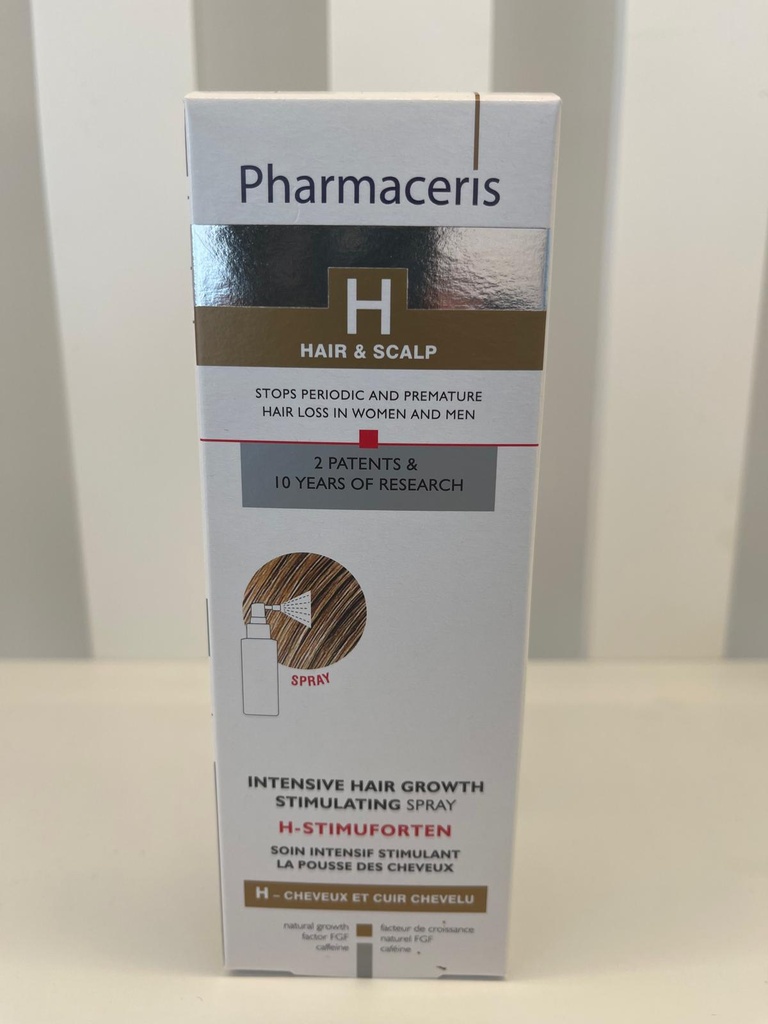 Pharmaceris
H
HAIR & SCALP
STOPS PERIODIC AND PREMATURE
HAIR LOSS IN WOMEN AND MEN
2 PATENTS &
10 YEARS OF RESEARCH
SPRAY
INTENSIVE HAIR GROWTH
STIMULATING SPRAY
H-STIMUFORTEN
SOIN INTENSIF STIMULANT
LA POUSSE DES CHEVEUX
H – CHEVEUX ET CUIR CHEVELU
natural growth
factor FGF
caffeine
facteur de croissance
naturel FGF
caféine